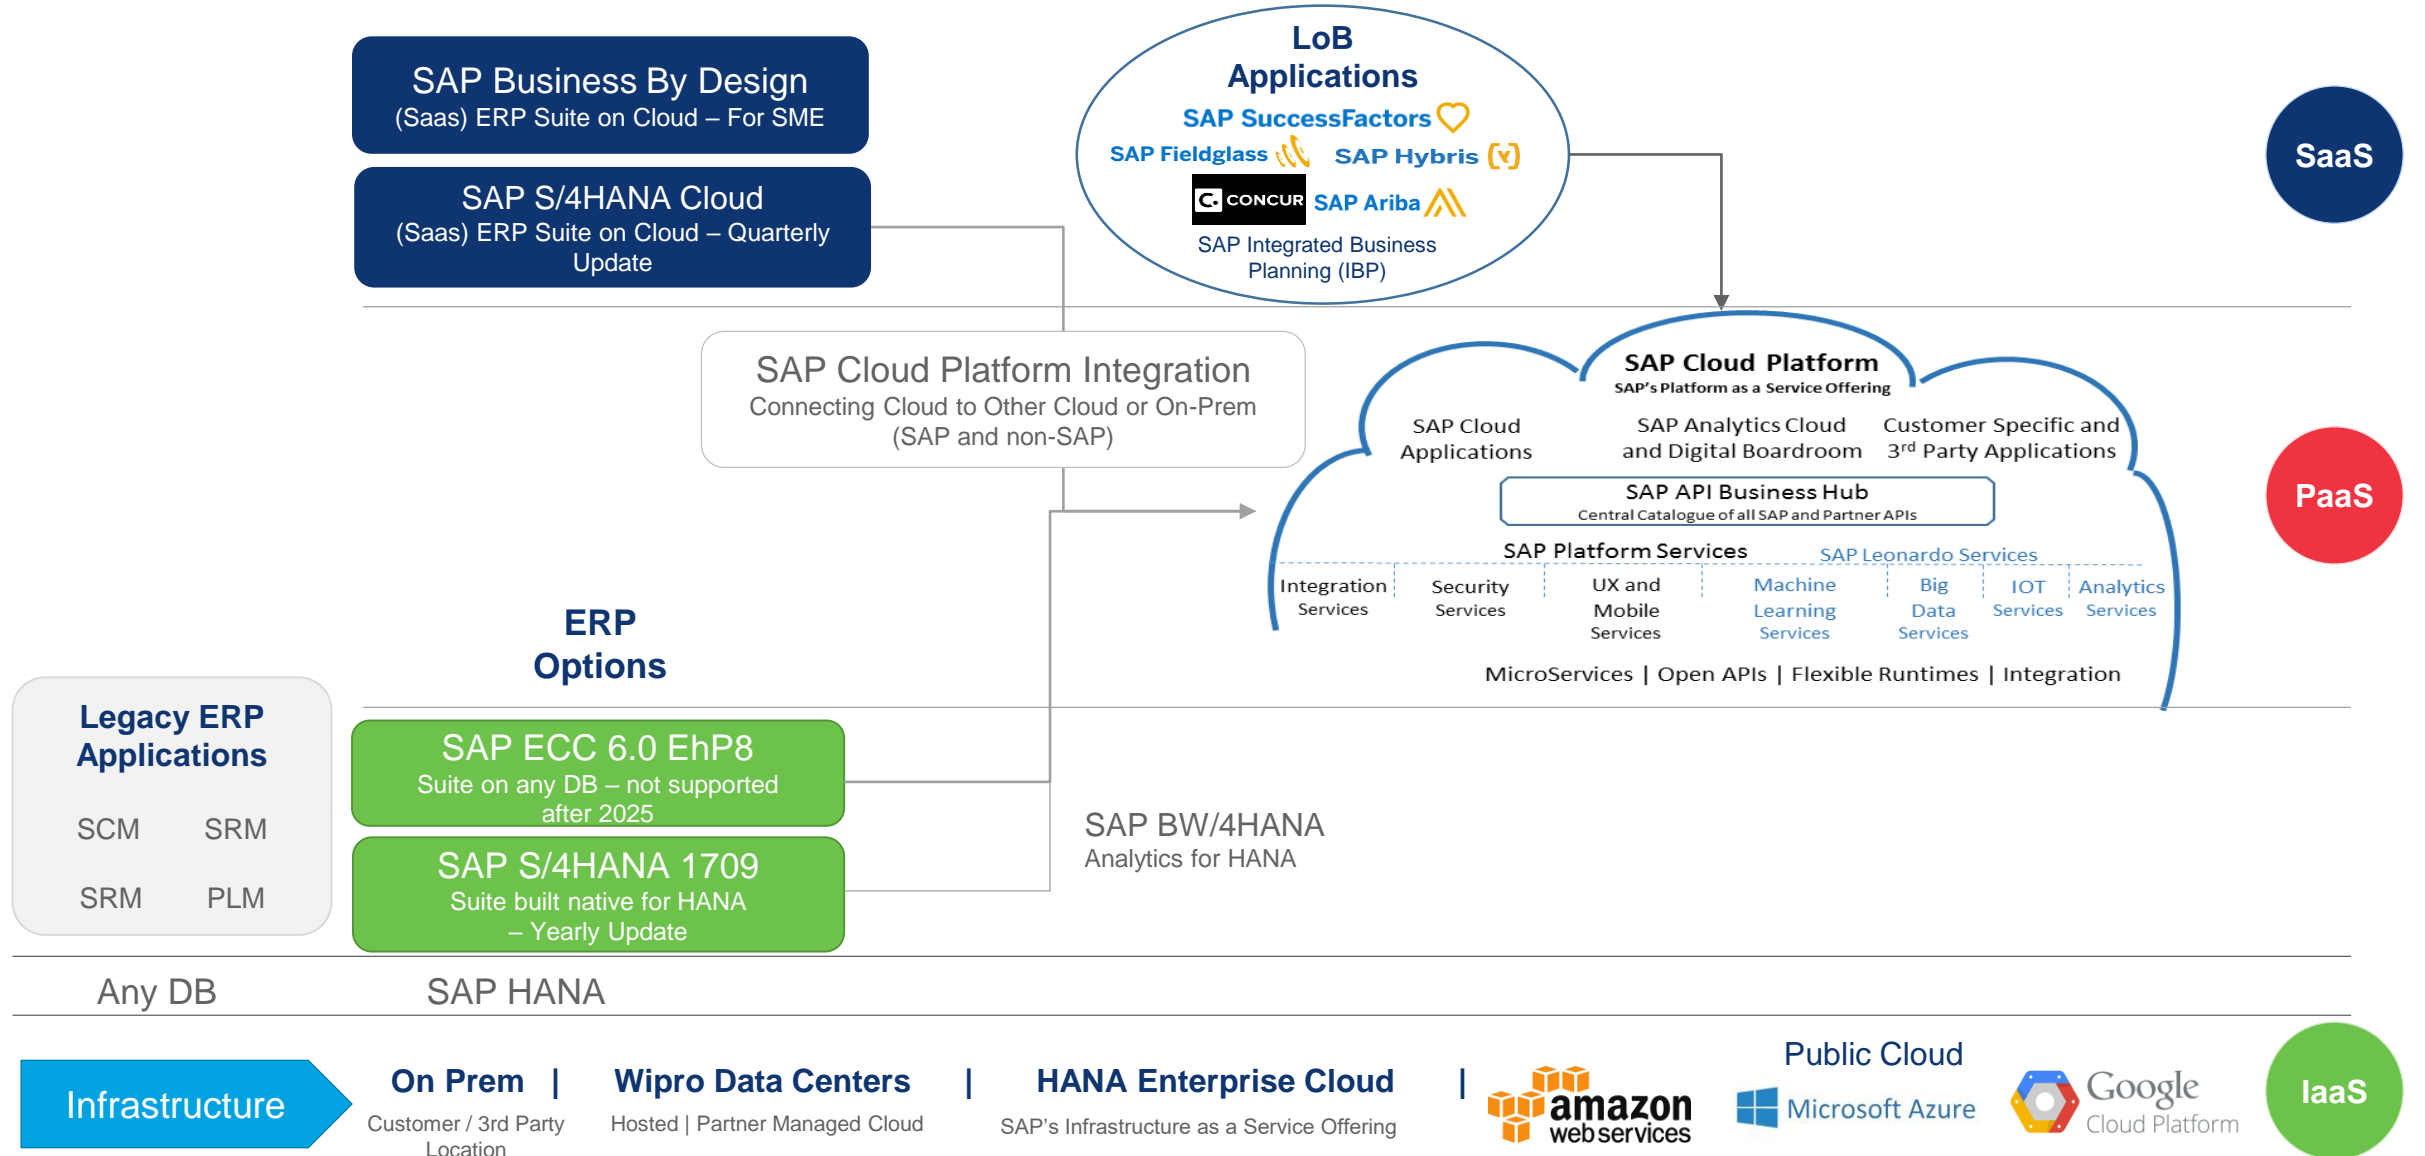 SAP Business By Design
(Saas) ERP Suite on Cloud – For SME
SAP S/4HANA Cloud
(Saas) ERP Suite on Cloud – Quarterly
Update
LoB
Applications
SAP SuccessFactors
SAP Fieldglass
SAP Hybris
C. CONCUR
SAP Ariba
SAP Integrated Business
Planning (IBP)
SaaS
SAP Cloud Platform Integration
Connecting Cloud to Other Cloud or On-Prem
(SAP and non-SAP)
SAP Cloud Platform
SAP's Platform as a Service Offering
SAP Cloud
Applications
SAP Analytics Cloud
and Digital Boardroom
Customer Specific and
3rd Party Applications
SAP API Business Hub
Central Catalogue of all SAP and Partner APIs
SAP Platform Services
SAP Leonardo Services
Integration
Services
Security
Services
UX and
Mobile
Services
Machine
Learning
Services
Big
Data
Services
IOT
Services
Analytics
Services
MicroServices | Open APIs | Flexible Runtimes | Integration
PaaS
ERP
Options
Legacy ERP
Applications
SCM SRM
SRM PLM
SAP ECC 6.0 EhP8
Suite on any DB – not supported
after 2025
SAP S/4HANA 1709
Suite built native for HANA
– Yearly Update
SAP BW/4HANA
Analytics for HANA
Any DB
SAP HANA
Infrastructure
On Prem |
Customer / 3rd Party
Location
Wipro Data Centers |
Hosted | Partner Managed Cloud
HANA Enterprise Cloud |
SAP's Infrastructure as a Service Offering
Public Cloud
amazon
webservices
Microsoft Azure
Google
Cloud Platform
IaaS